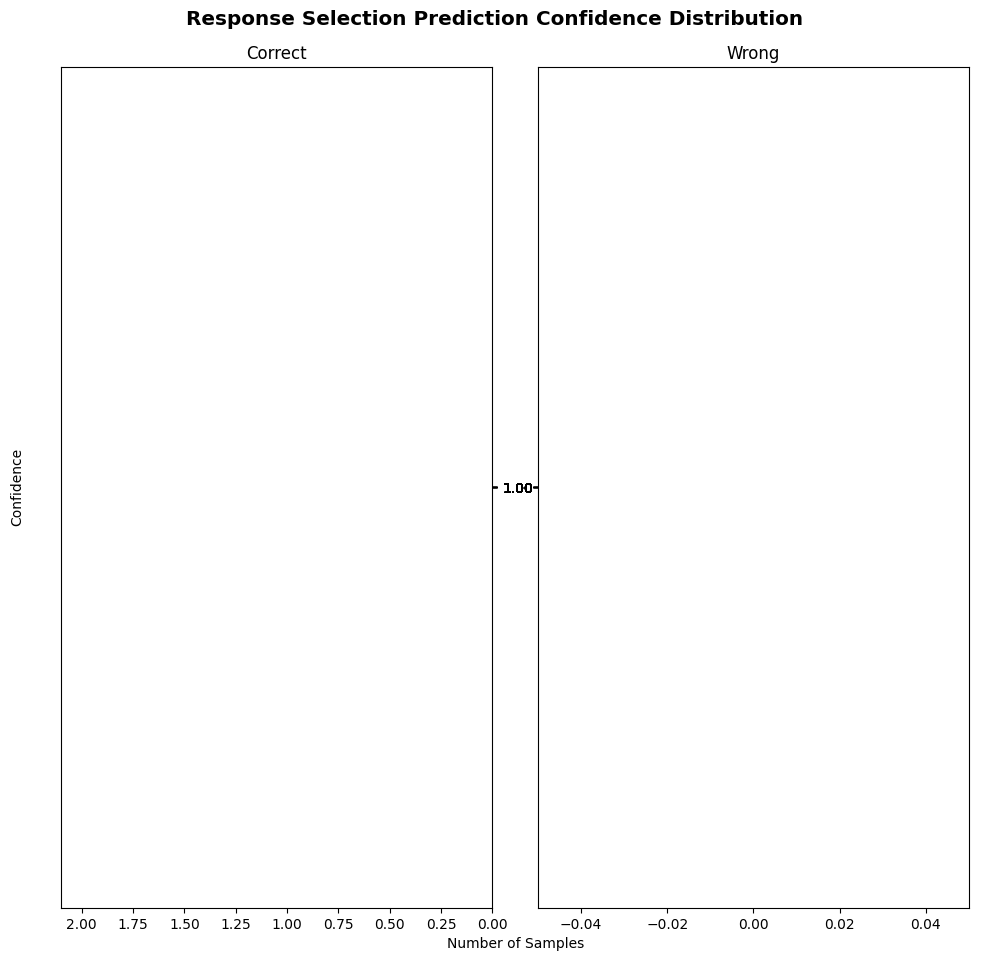 Response Selection Prediction Confidence Distribution
Correct
Wrong
Confidence
1.00
2.00 1.75 1.50 1.25 1.00 0.75 0.50 0.25 0.00
−0.04 −0.02 0.00 0.02 0.04
Number of Samples